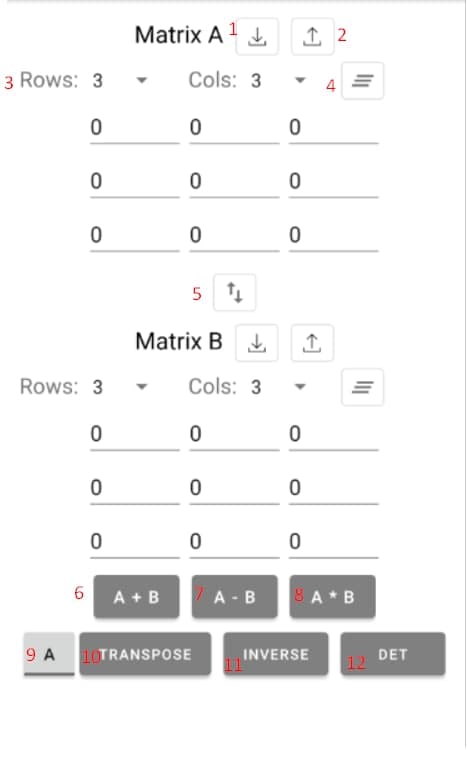 Matrix A 1 2
3 Rows: 3 Cols: 3 4
0 0 0
0 0 0
0 0 0
5
Matrix B
Rows: 3 Cols: 3
0 0 0
0 0 0
0 0 0
6 A + B 7 A - B 8 A * B
9 A 10 TRANSPOSE 11 INVERSE 12 DET